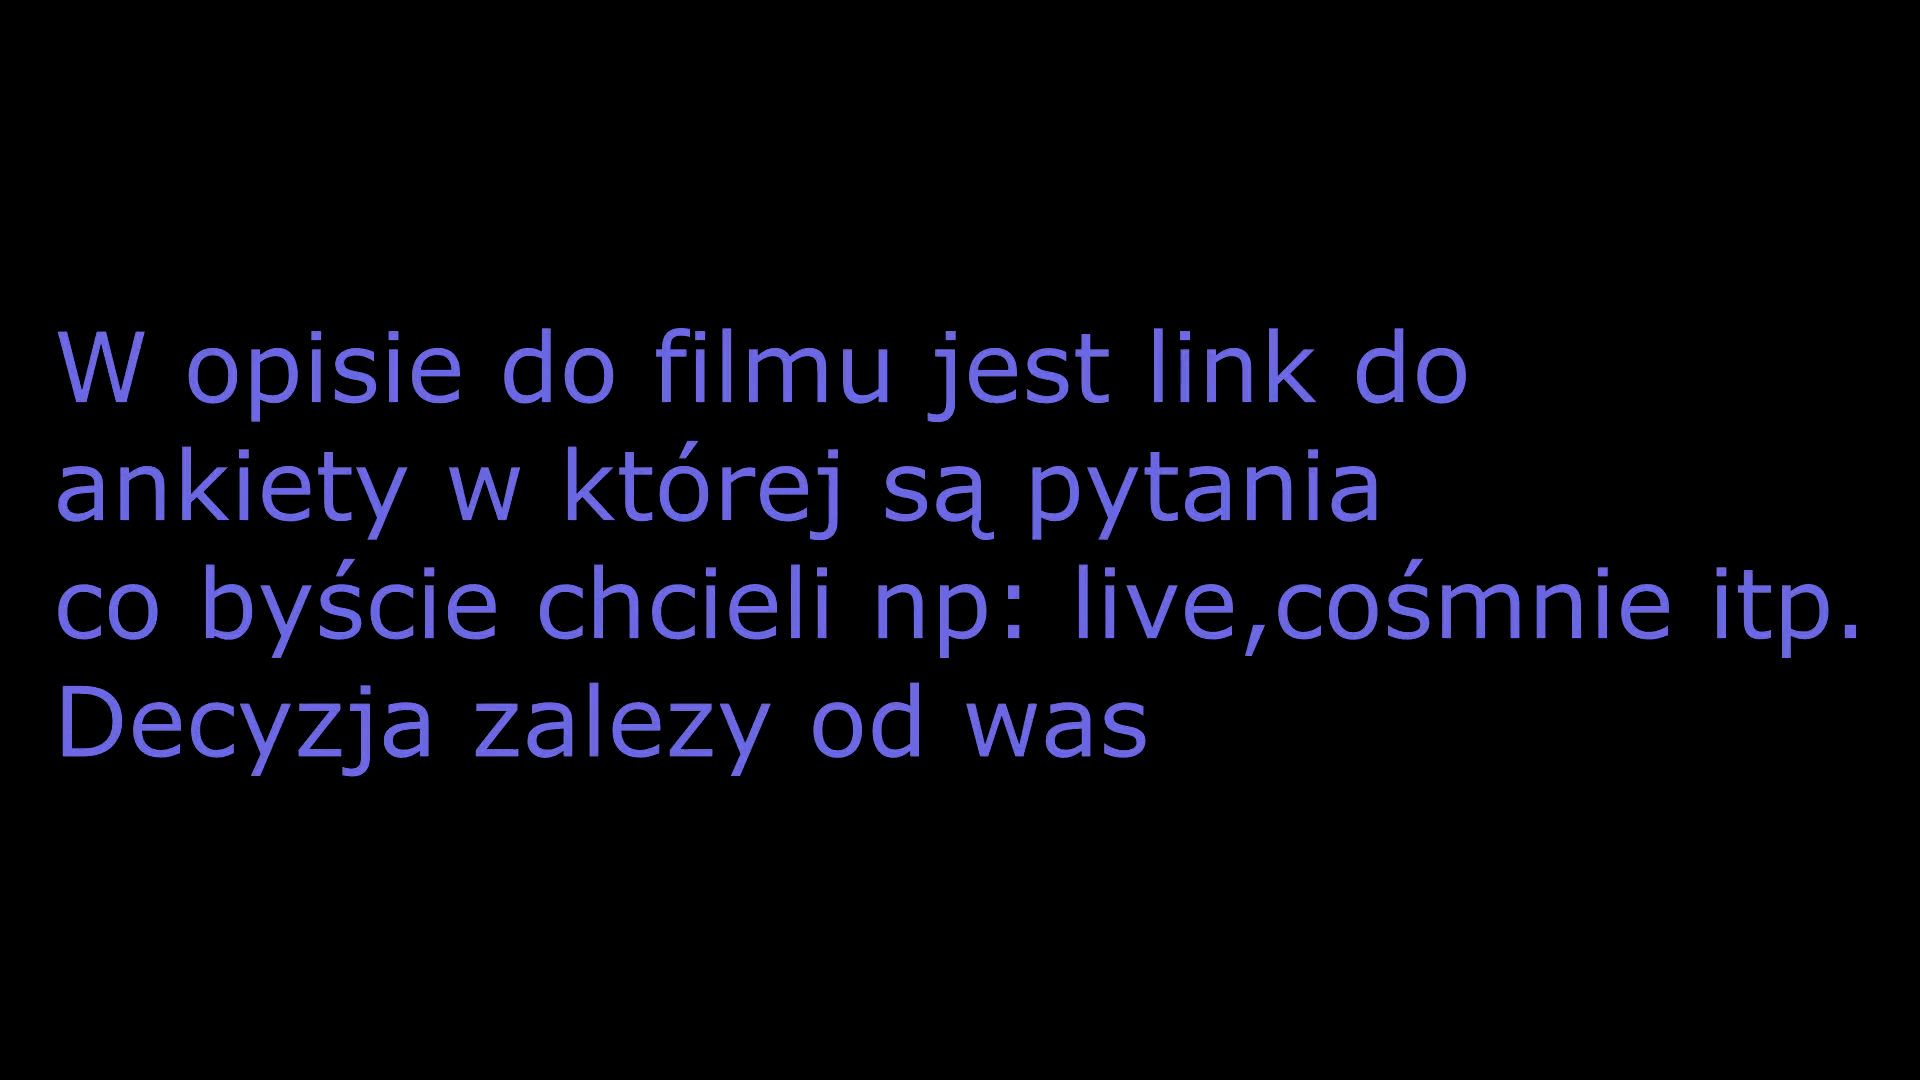 W opisie do filmu jest link do
ankiety w której są pytania
co byście chcieli np: live,cośmnie itp.
Decyzja zalezy od was